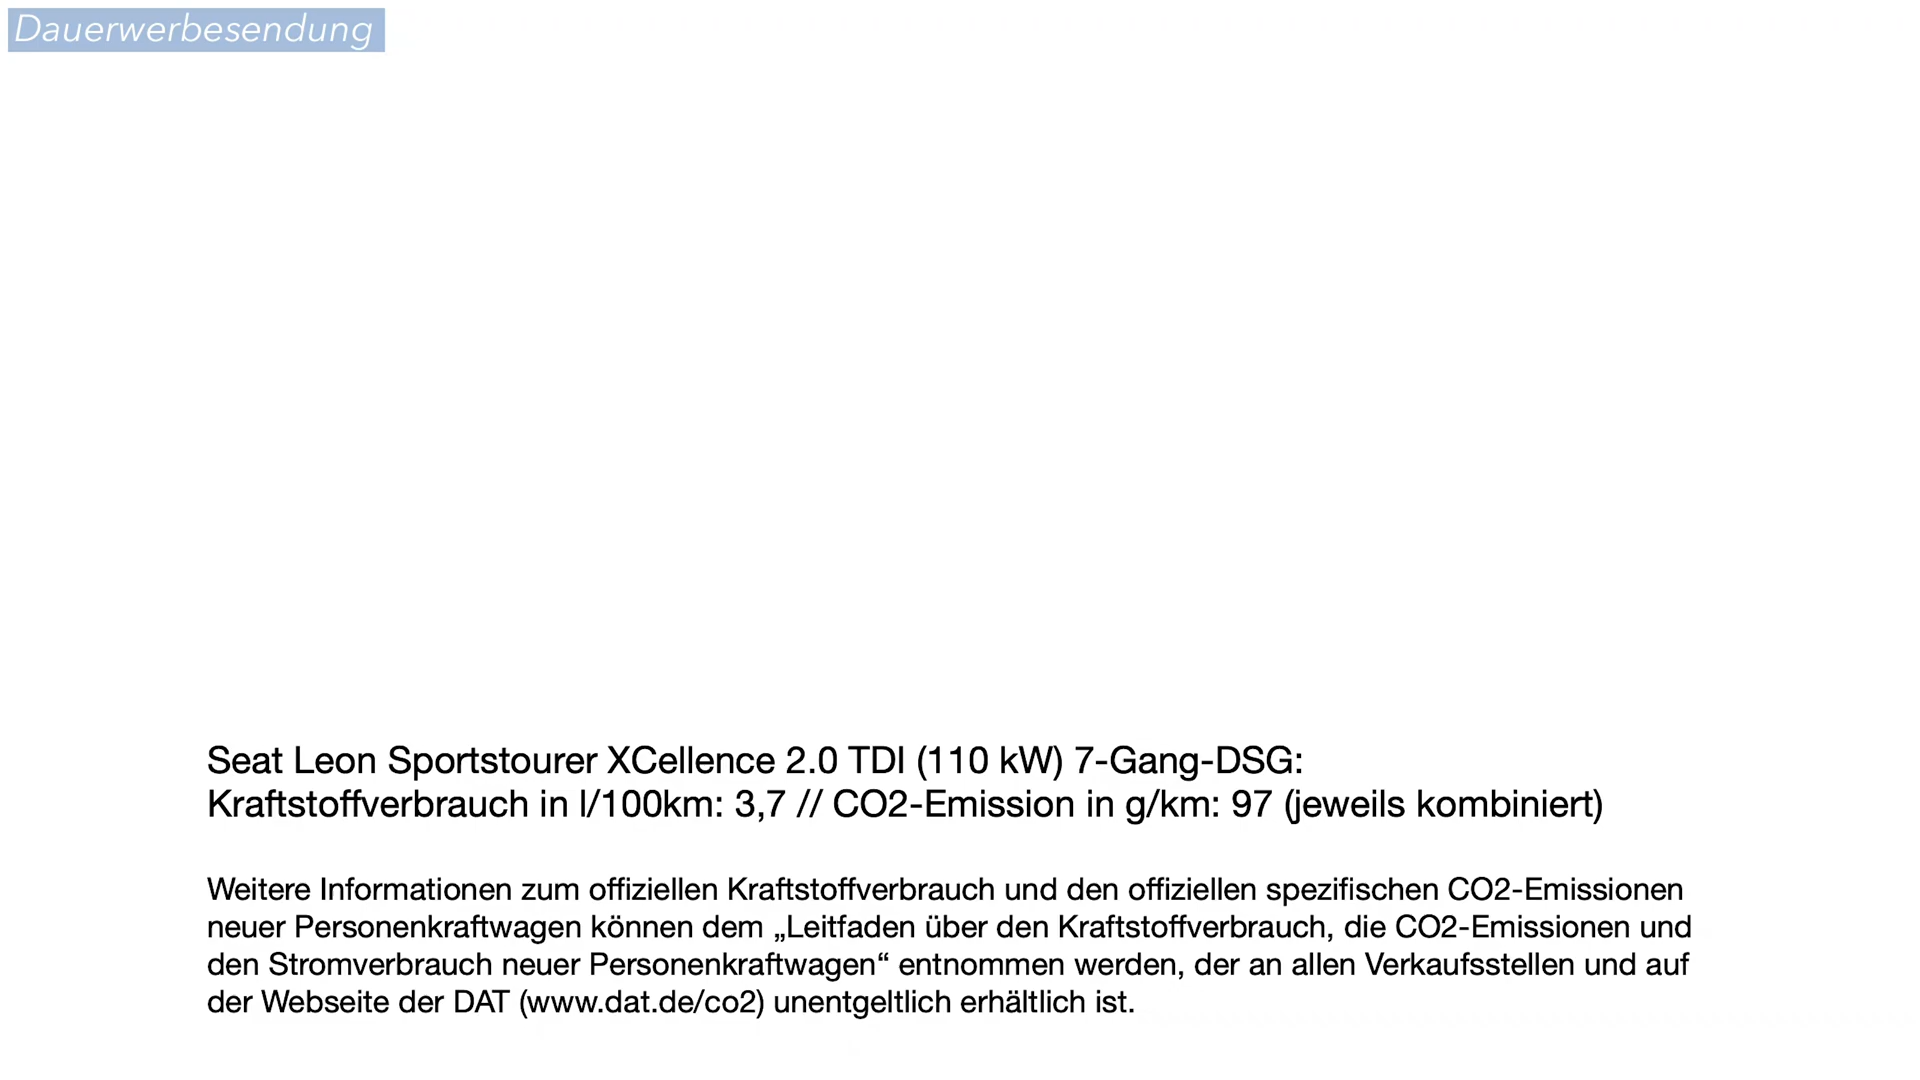 Dauerwerbesendung
Seat Leon Sportstourer XCellence 2.0 TDI (110 kW) 7-Gang-DSG:
Kraftstoffverbrauch in l/100km: 3,7 // CO2-Emission in g/km: 97 (jeweils kombiniert)
Weitere Informationen zum offiziellen Kraftstoffverbrauch und den offiziellen spezifischen CO2-Emissionen
neuer Personenkraftwagen können dem „Leitfaden über den Kraftstoffverbrauch, die CO2-Emissionen und
den Stromverbrauch neuer Personenkraftwagen“ entnommen werden, der an allen Verkaufsstellen und auf
der Webseite der DAT (www.dat.de/co2) unentgeltlich erhältlich ist.